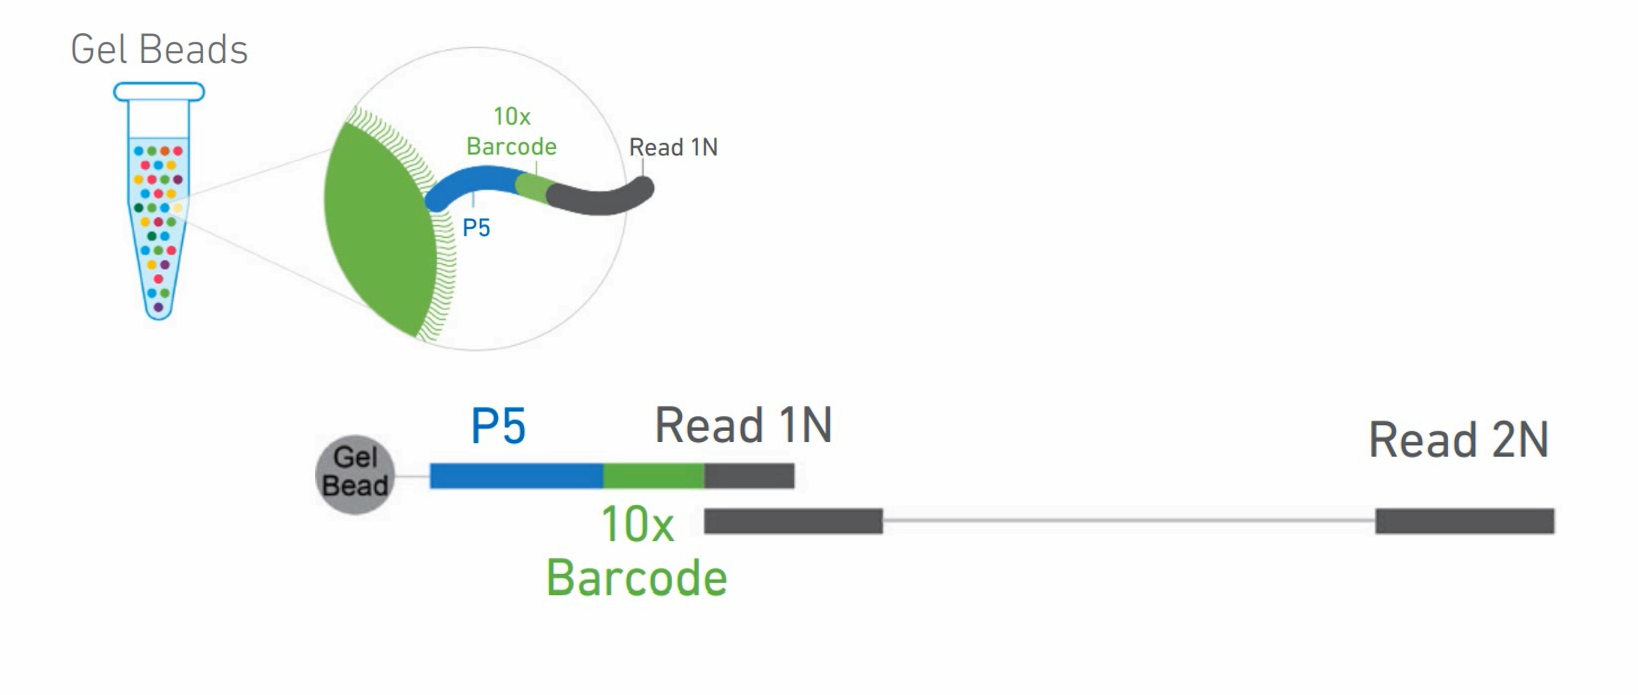 Gel Beads
10x
Barcode
Read 1N
P5
P5
Read 1N
Read 2N
Gel
Bead
10x
Barcode